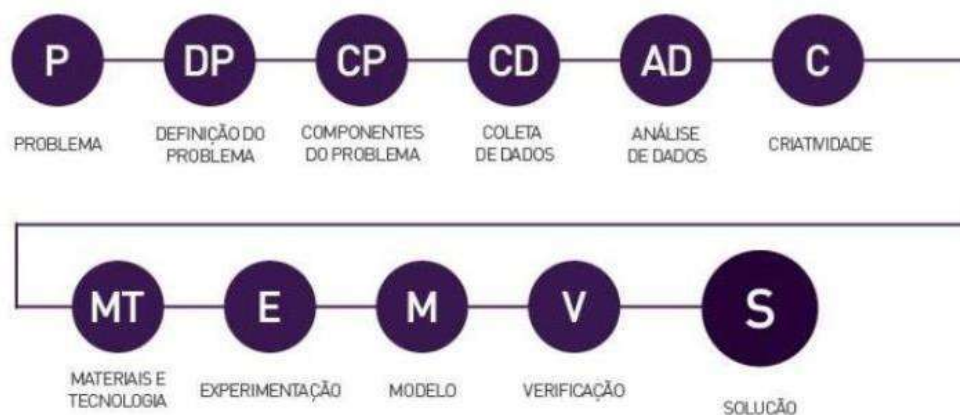 P DP CP CD AD C
PROBLEMA
DEFINIÇÃO DO
PROBLEMA
COMPONENTES
DO PROBLEMA
COLETA
DE DADOS
ANÁLISE
DE DADOS
CRIATIVIDADE
MT E M V S
MATERIAIS E
TECNOLOGIA
EXPERIMENTAÇÃO
MODELO
VERIFICAÇÃO
SOLUCÃO